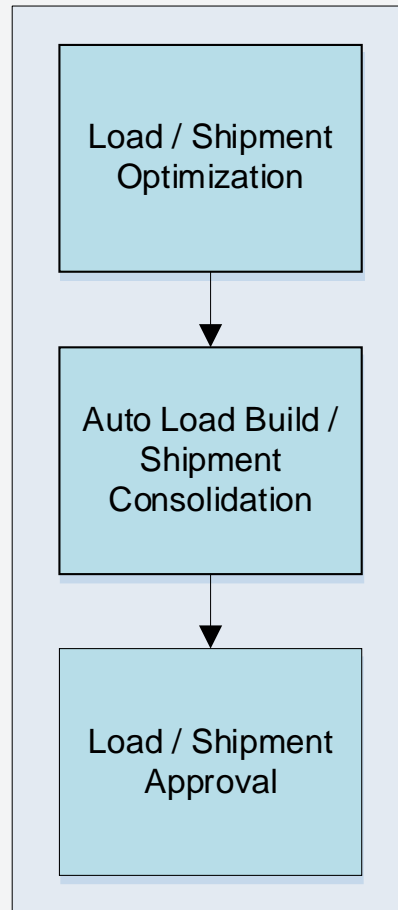 Load / Shipment
Optimization
Auto Load Build /
Shipment
Consolidation
Load / Shipment
Approval